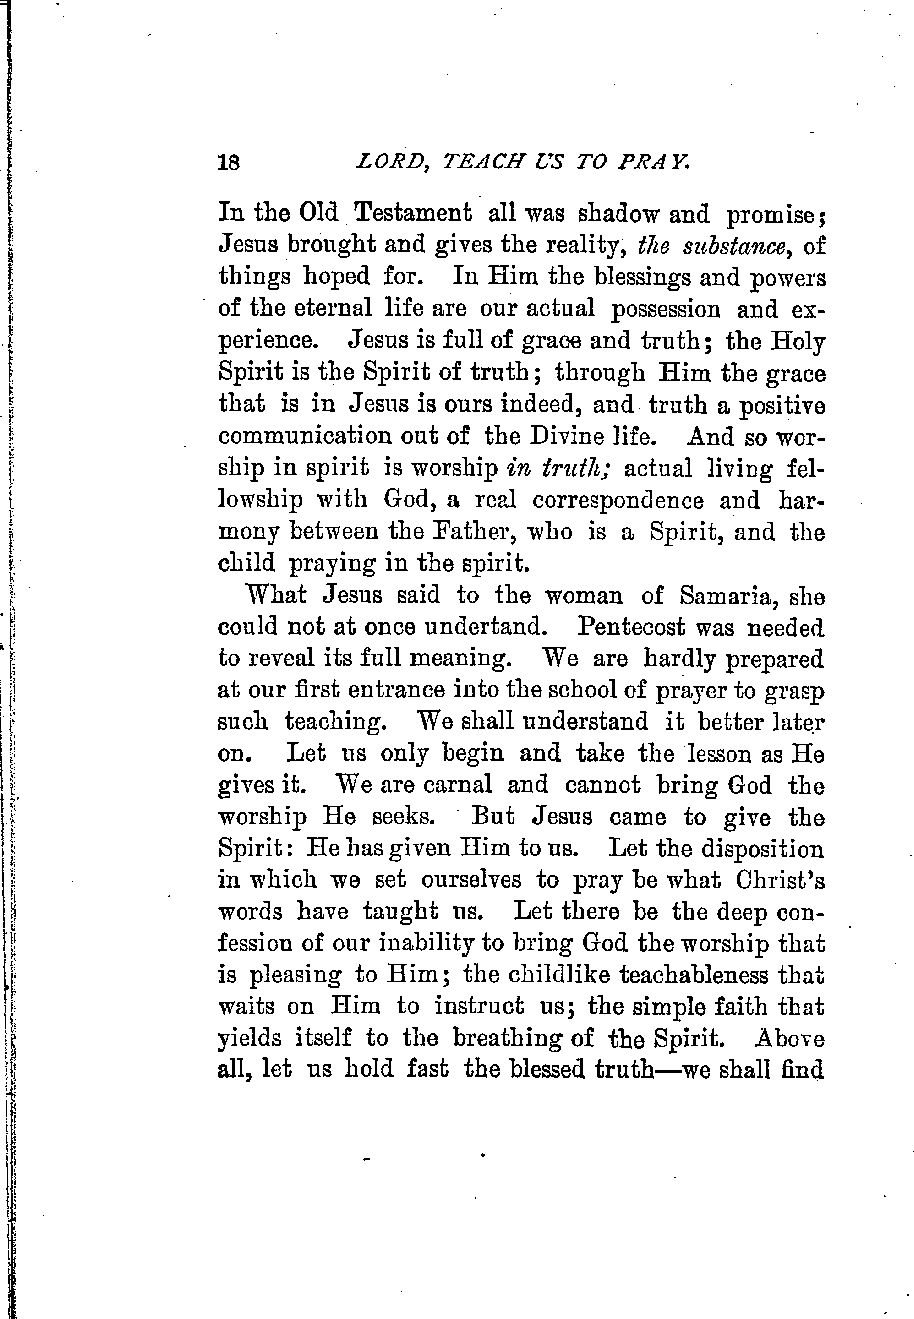 18 LORD, TEACH US TO PRAY.
In the Old Testament all was shadow and promise;
Jesus brought and gives the reality, the substance, of
things hoped for. In Him the blessings and powers
of the eternal life are our actual possession and ex-
perience. Jesus is full of grace and truth; the Holy
Spirit is the Spirit of truth; through Him the grace
that is in Jesus is ours indeed, and truth a positive
communication out of the Divine life. And so wor-
ship in spirit is worship in truth; actual living fel-
lowship with God, a real correspondence and har-
mony between the Father, who is a Spirit, and the
child praying in the spirit.
What Jesus said to the woman of Samaria, she
could not at once undertand. Pentecost was needed
to reveal its full meaning. We are hardly prepared
at our first entrance into the school of prayer to grasp
such teaching. We shall understand it better later
on. Let us only begin and take the lesson as He
gives it. We are carnal and cannot bring God the
worship He seeks. But Jesus came to give the
Spirit: He has given Him to us. Let the disposition
in which we set ourselves to pray be what Christ's
words have taught us. Let there be the deep con-
fession of our inability to bring God the worship that
is pleasing to Him; the childlike teachableness that
waits on Him to instruct us; the simple faith that
yields itself to the breathing of the Spirit. Above
all, let us hold fast the blessed truth—we shall find